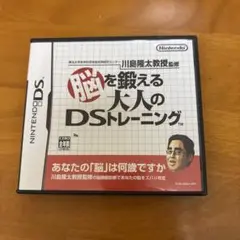 Nintendo
NINTENDO DS
川島隆太教授監修
脳を鍛える
大人の
DSトレーニング
あなたの「脳」は何歳ですか